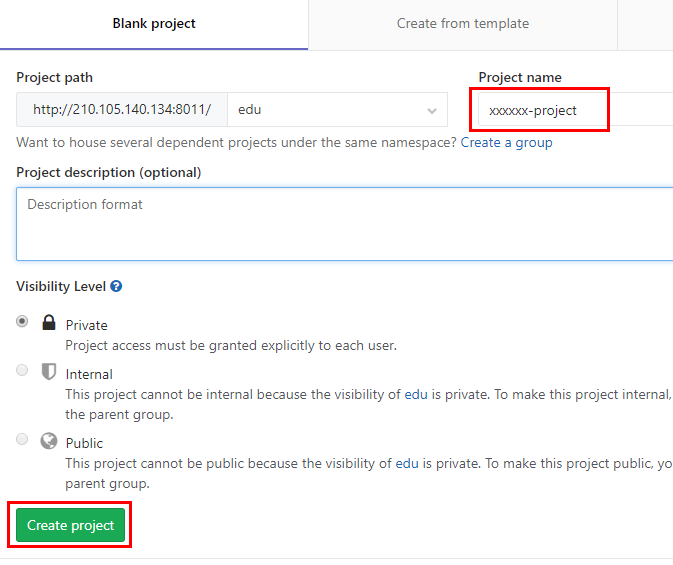 Blank project
Create from template
Project path
Project name
http://210.105.140.134:8011/
edu
xxxxxx-project
Want to house several dependent projects under the same namespace? Create a group
Project description (optional)
Description format
Visibility Level ?
Private
Project access must be granted explicitly to each user.
Internal
This project cannot be internal because the visibility of edu is private. To make this project internal,
the parent group.
Public
This project cannot be public because the visibility of edu is private. To make this project public, yo
parent group.
Create project